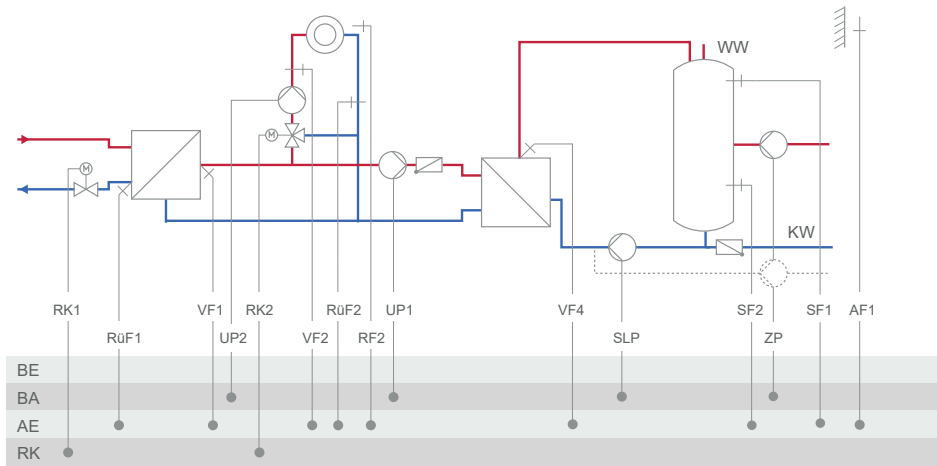 WW
M
M
KW
RK1 VF1 RK2 RüF2 UP1 VF4 SF2 SF1 AF1
RüF1 UP2 VF2 RF2 SLP ZP
BE
BA
AE
RK